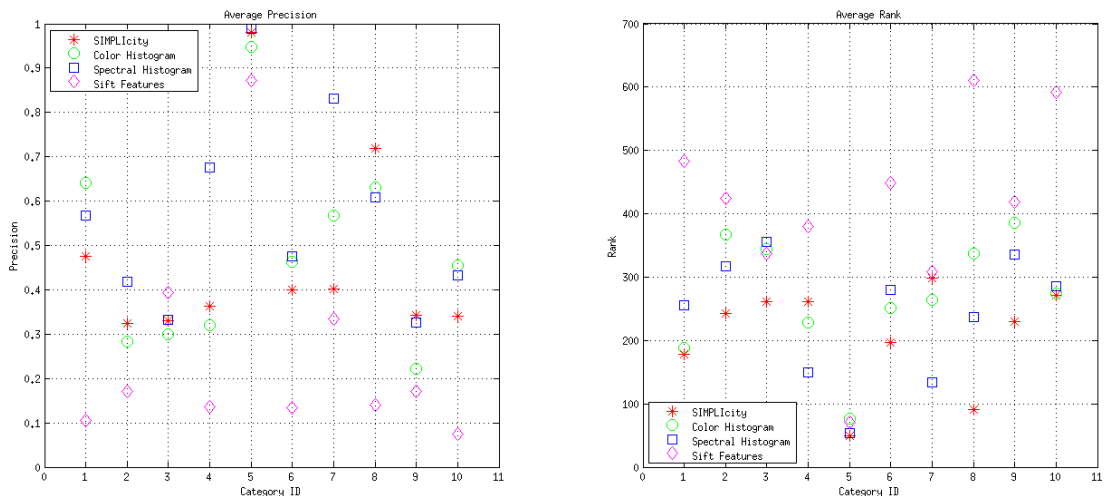 Average Precision
1
0.9
0.8
0.7
0.6
0.5
0.4
0.3
0.2
0.1
0
Precision
SIMPLIcity
Color Histogram
Spectral Histogram
Sift Features
0 1 2 3 4 5 6 7 8 9 10 11
Category ID
Average Rank
700
600
500
400
300
200
100
0
Rank
SIMPLIcity
Color Histogram
Spectral Histogram
Sift Features
0 1 2 3 4 5 6 7 8 9 10 11
Category ID